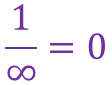 1/∞ = 0